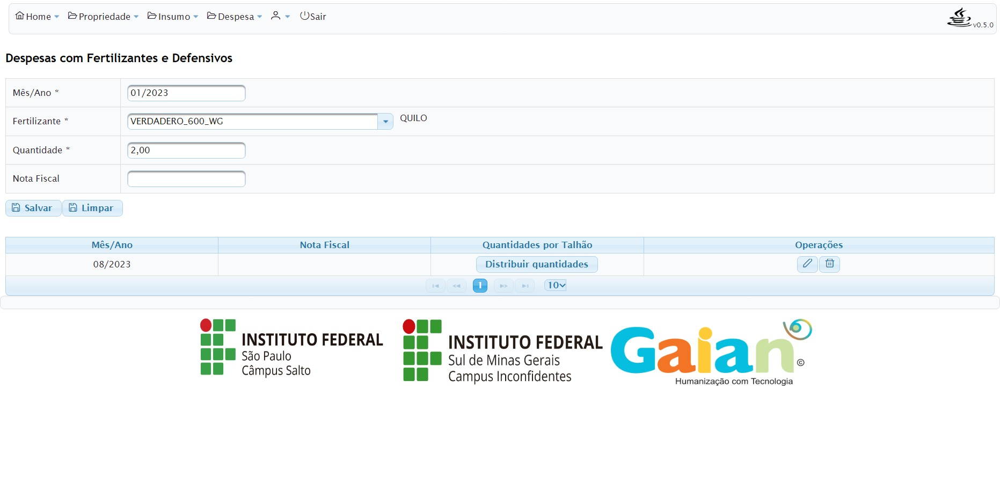 Home Propriedade Insumo Despesa Sair
v0.5.0
Despesas com Fertilizantes e Defensivos
Mês/Ano * 01/2023
Fertilizante * VERDADERO_600_WG QUILO
Quantidade * 2,00
Nota Fiscal
Salvar Limpar
Mês/Ano Nota Fiscal Quantidades por Talhão Operações
08/2023 Distribuir quantidades
1 10
INSTITUTO FEDERAL
São Paulo
Câmpus Salto
INSTITUTO FEDERAL
Sul de Minas Gerais
Campus Inconfidentes
Gaian ©
Humanização com Tecnologia